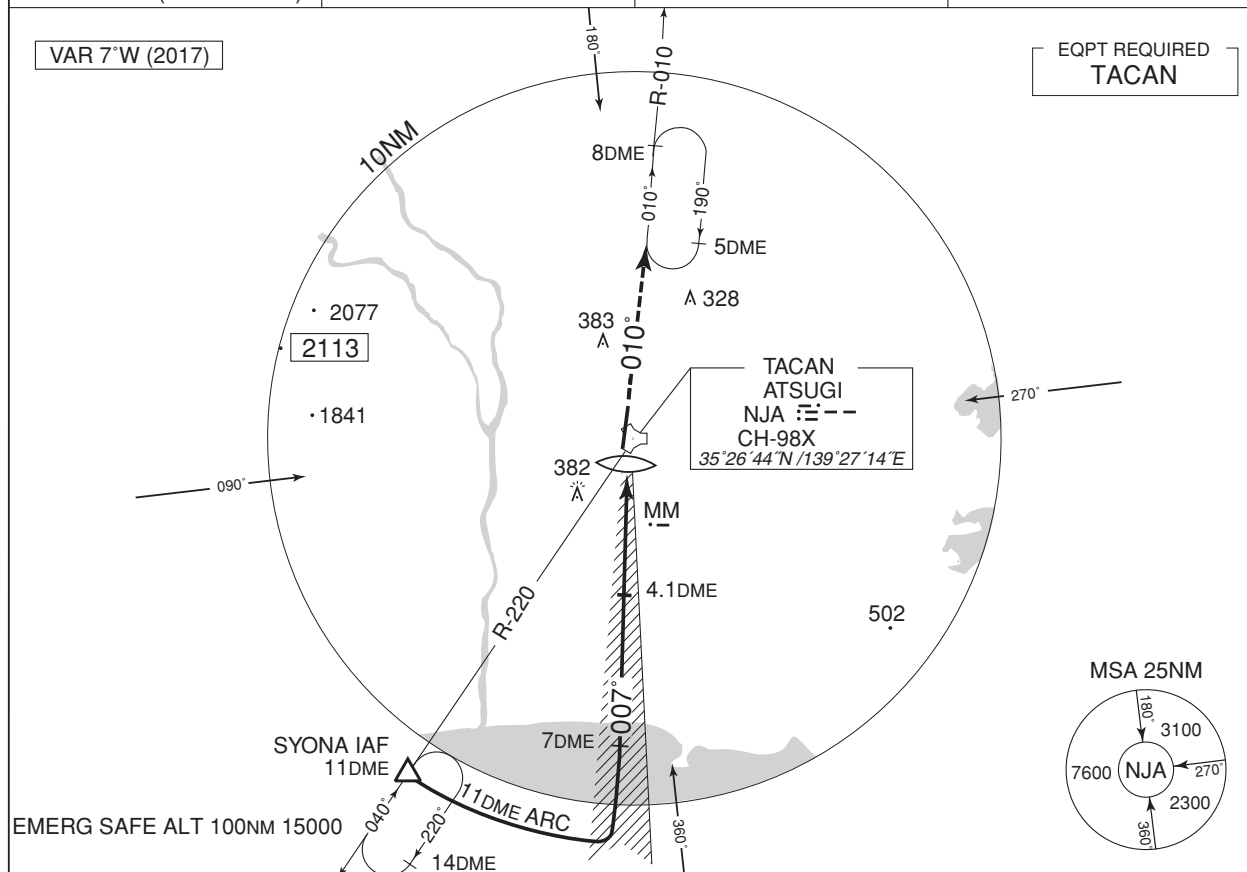 VAR 7°W (2017)
180°
R-010
EQPT REQUIRED
TACAN
10NM
8DME
010°
190°
5DME
2077
2113
1841
383
328
010°
TACAN
ATSUGI
NJA
CH-98X
35°26´44˝N /139°27´14˝E
270°
090°
382
MM
4.1DME
R-220
502
007°
7DME
SYONA IAF
11DME
11DME ARC
040°
220°
14DME
360°
EMERG SAFE ALT 100NM 15000
MSA 25NM
180°
3100
7600
NJA
270°
2300
360°